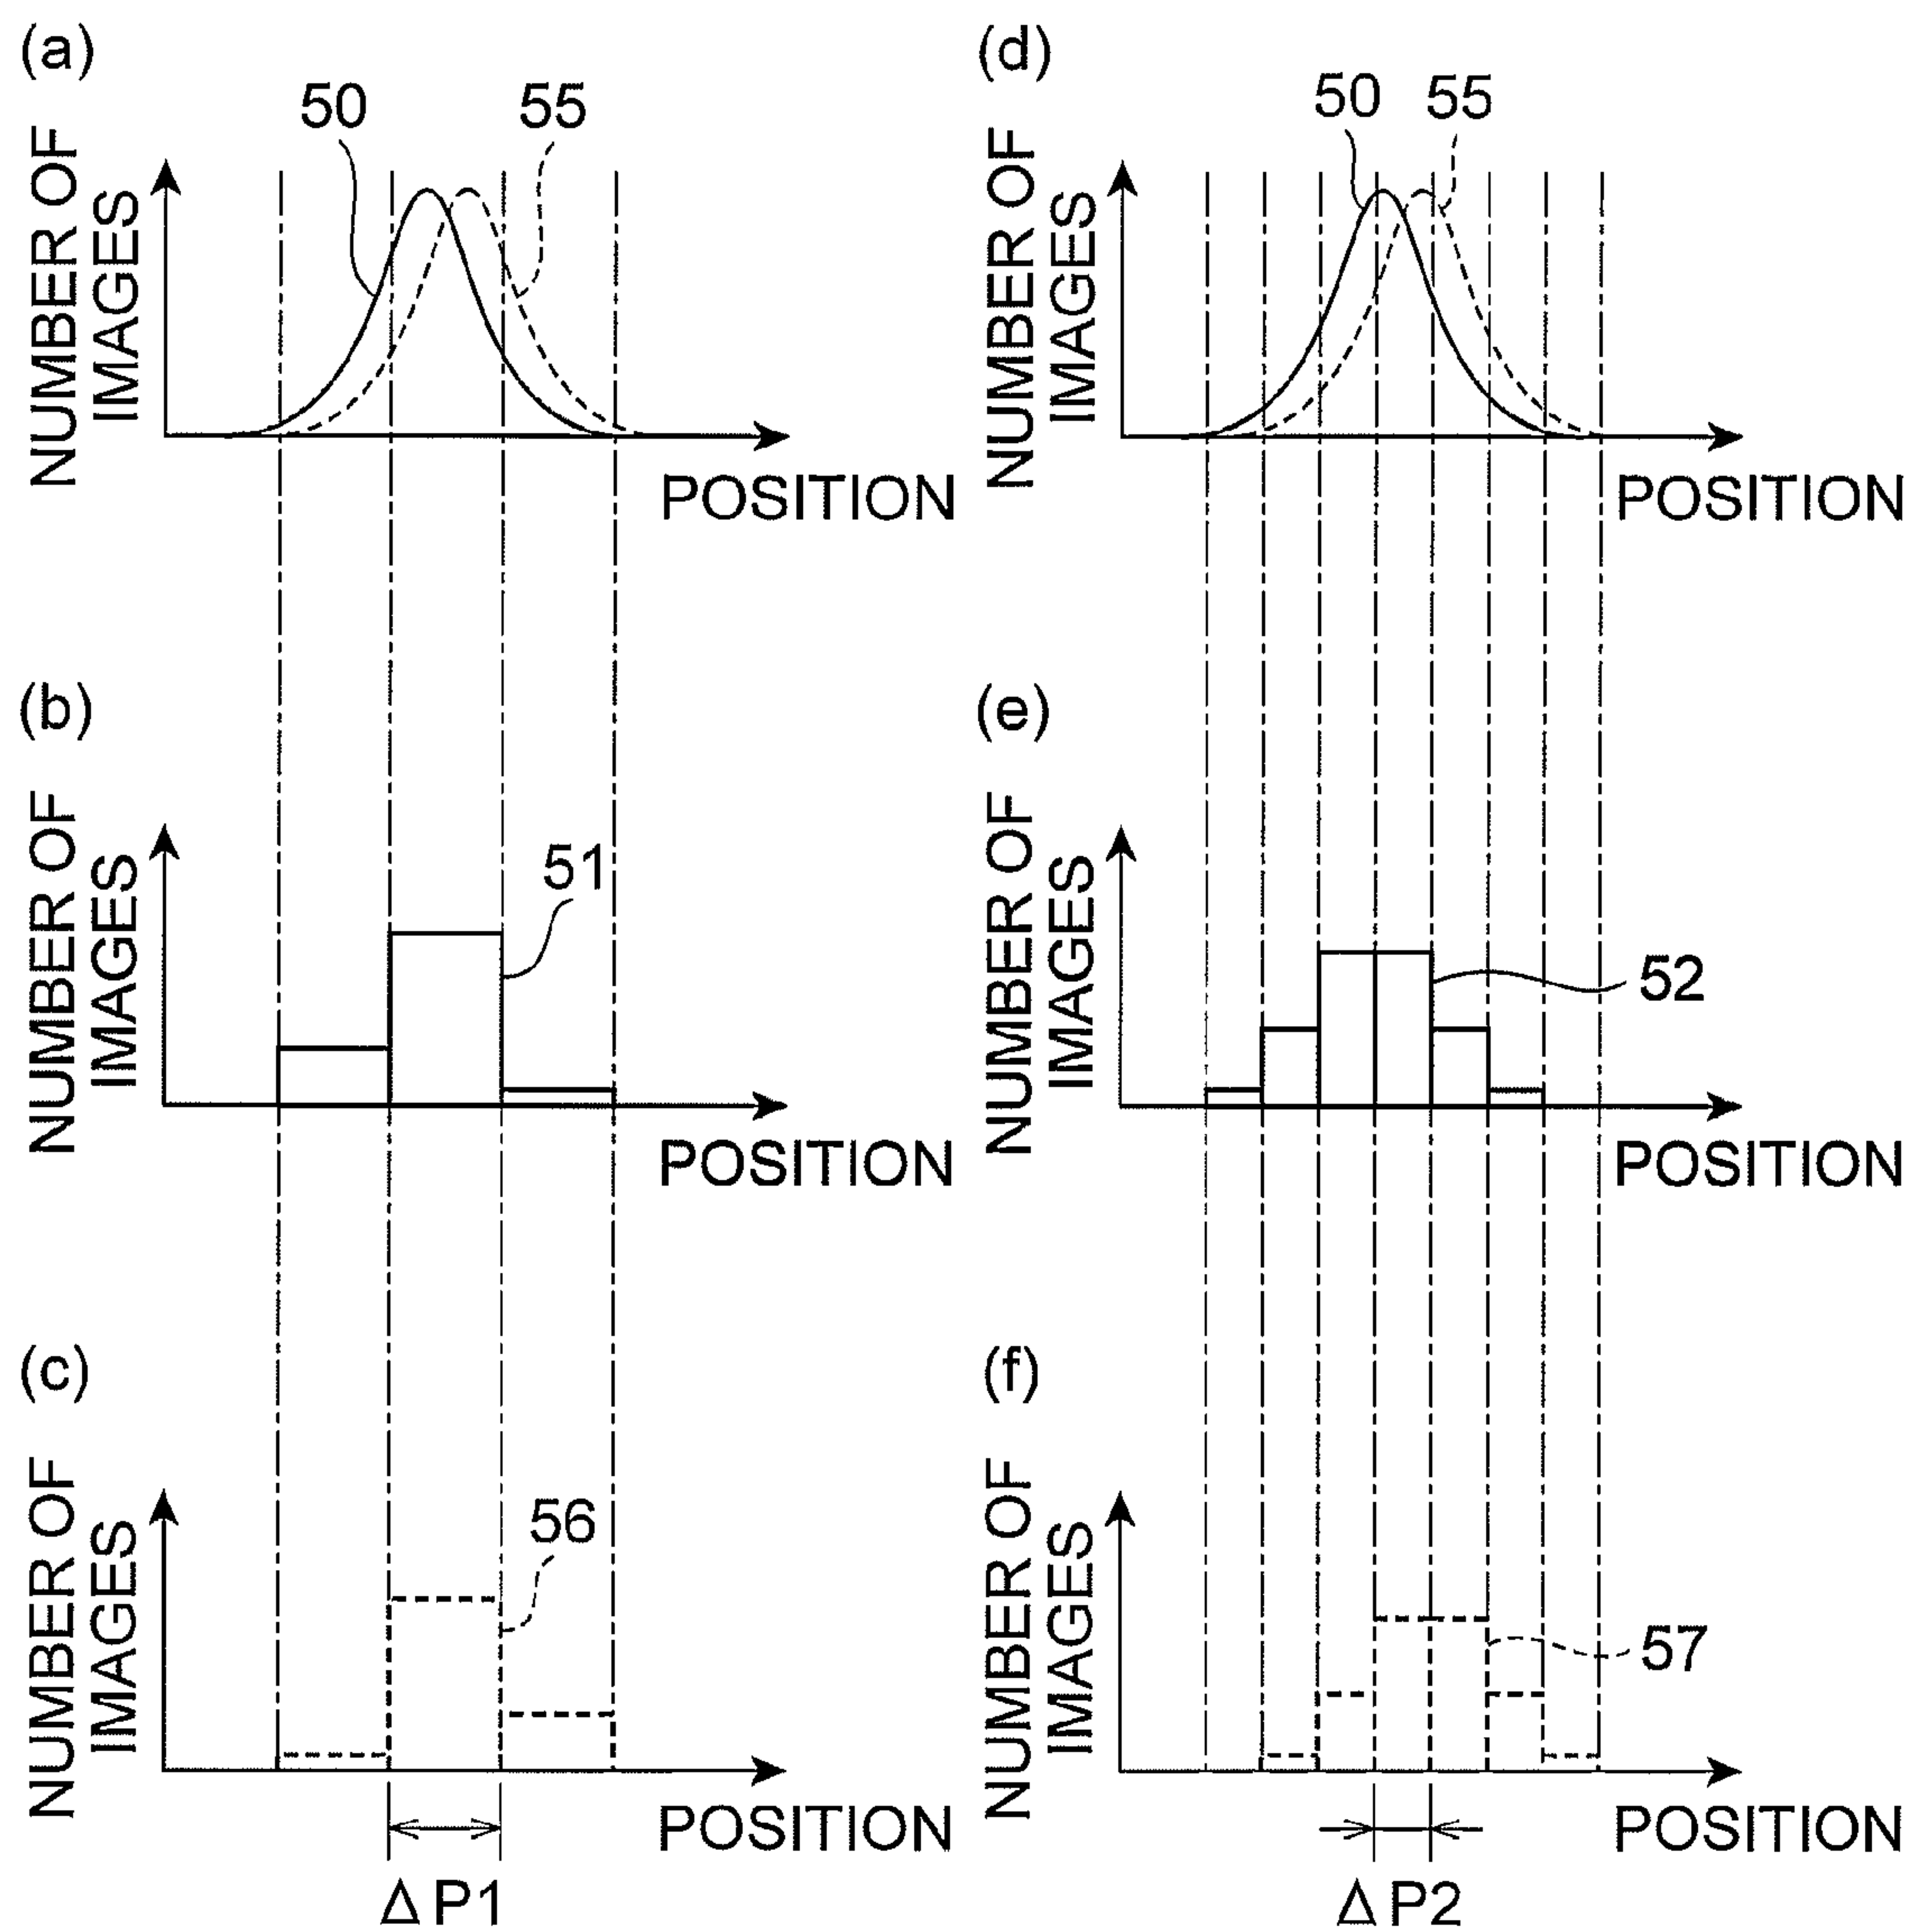 (a)
50
55
NUMBER OF
IMAGES
POSITION
(b)
51
NUMBER OF
IMAGES
POSITION
(c)
56
NUMBER OF
IMAGES
POSITION
ΔP1
(d)
50
55
NUMBER OF
IMAGES
POSITION
(e)
52
NUMBER OF
IMAGES
POSITION
(f)
57
NUMBER OF
IMAGES
POSITION
ΔP2